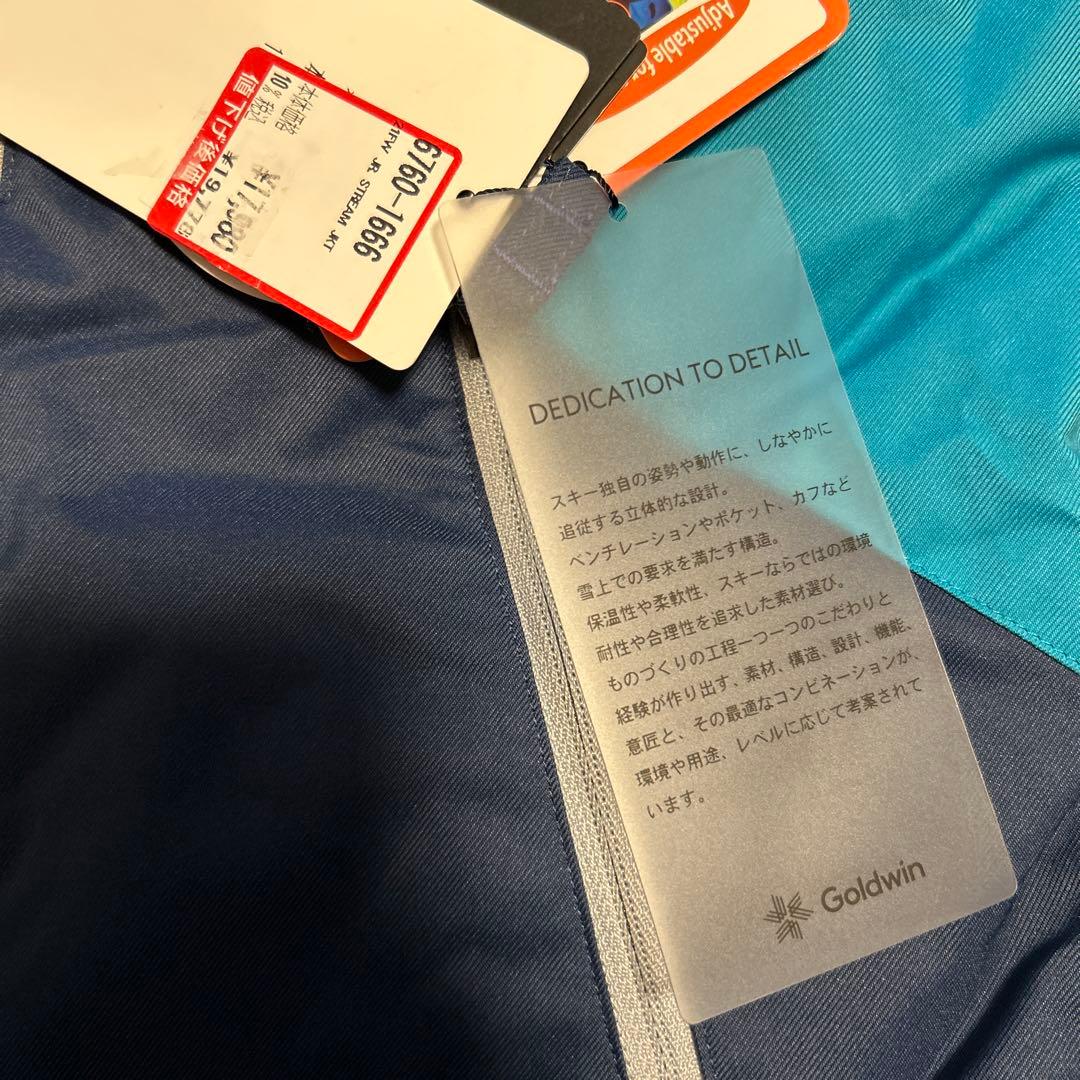 Adjustable for
値下げ後価格
6760-1666
21FW JR. STREAM JKT
本体価格
¥17,980
10%税込
¥19,778
DEDICATION TO DETAIL
スキー独自の姿勢や動作に、しなやかに
追従する立体的な設計。
ベンチレーションやポケット、カフなど
雪上での要求を満たす構造。
保温性や柔軟性、スキーならではの環境
耐性や合理性を追求した素材選び。
ものづくりの工程一つ一つのこだわりと
経験が作り出す、素材、構造、設計、機能、
意匠と、その最適なコンビネーションが、
環境や用途、レベルに応じて考案されて
います。
Goldwin